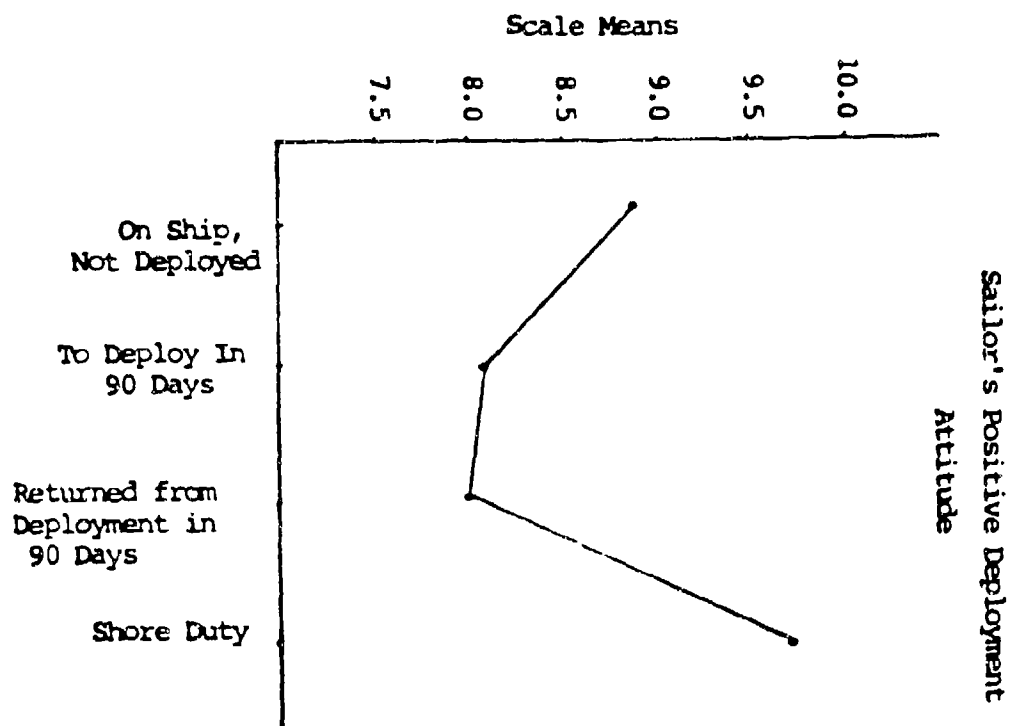 Scale Means
7.5
8.0
8.5
9.0
9.5
10.0
On Ship,
Not Deployed
To Deploy In
90 Days
Returned from
Deployment in
90 Days
Shore Duty
Sailor's Positive Deployment
Attitude